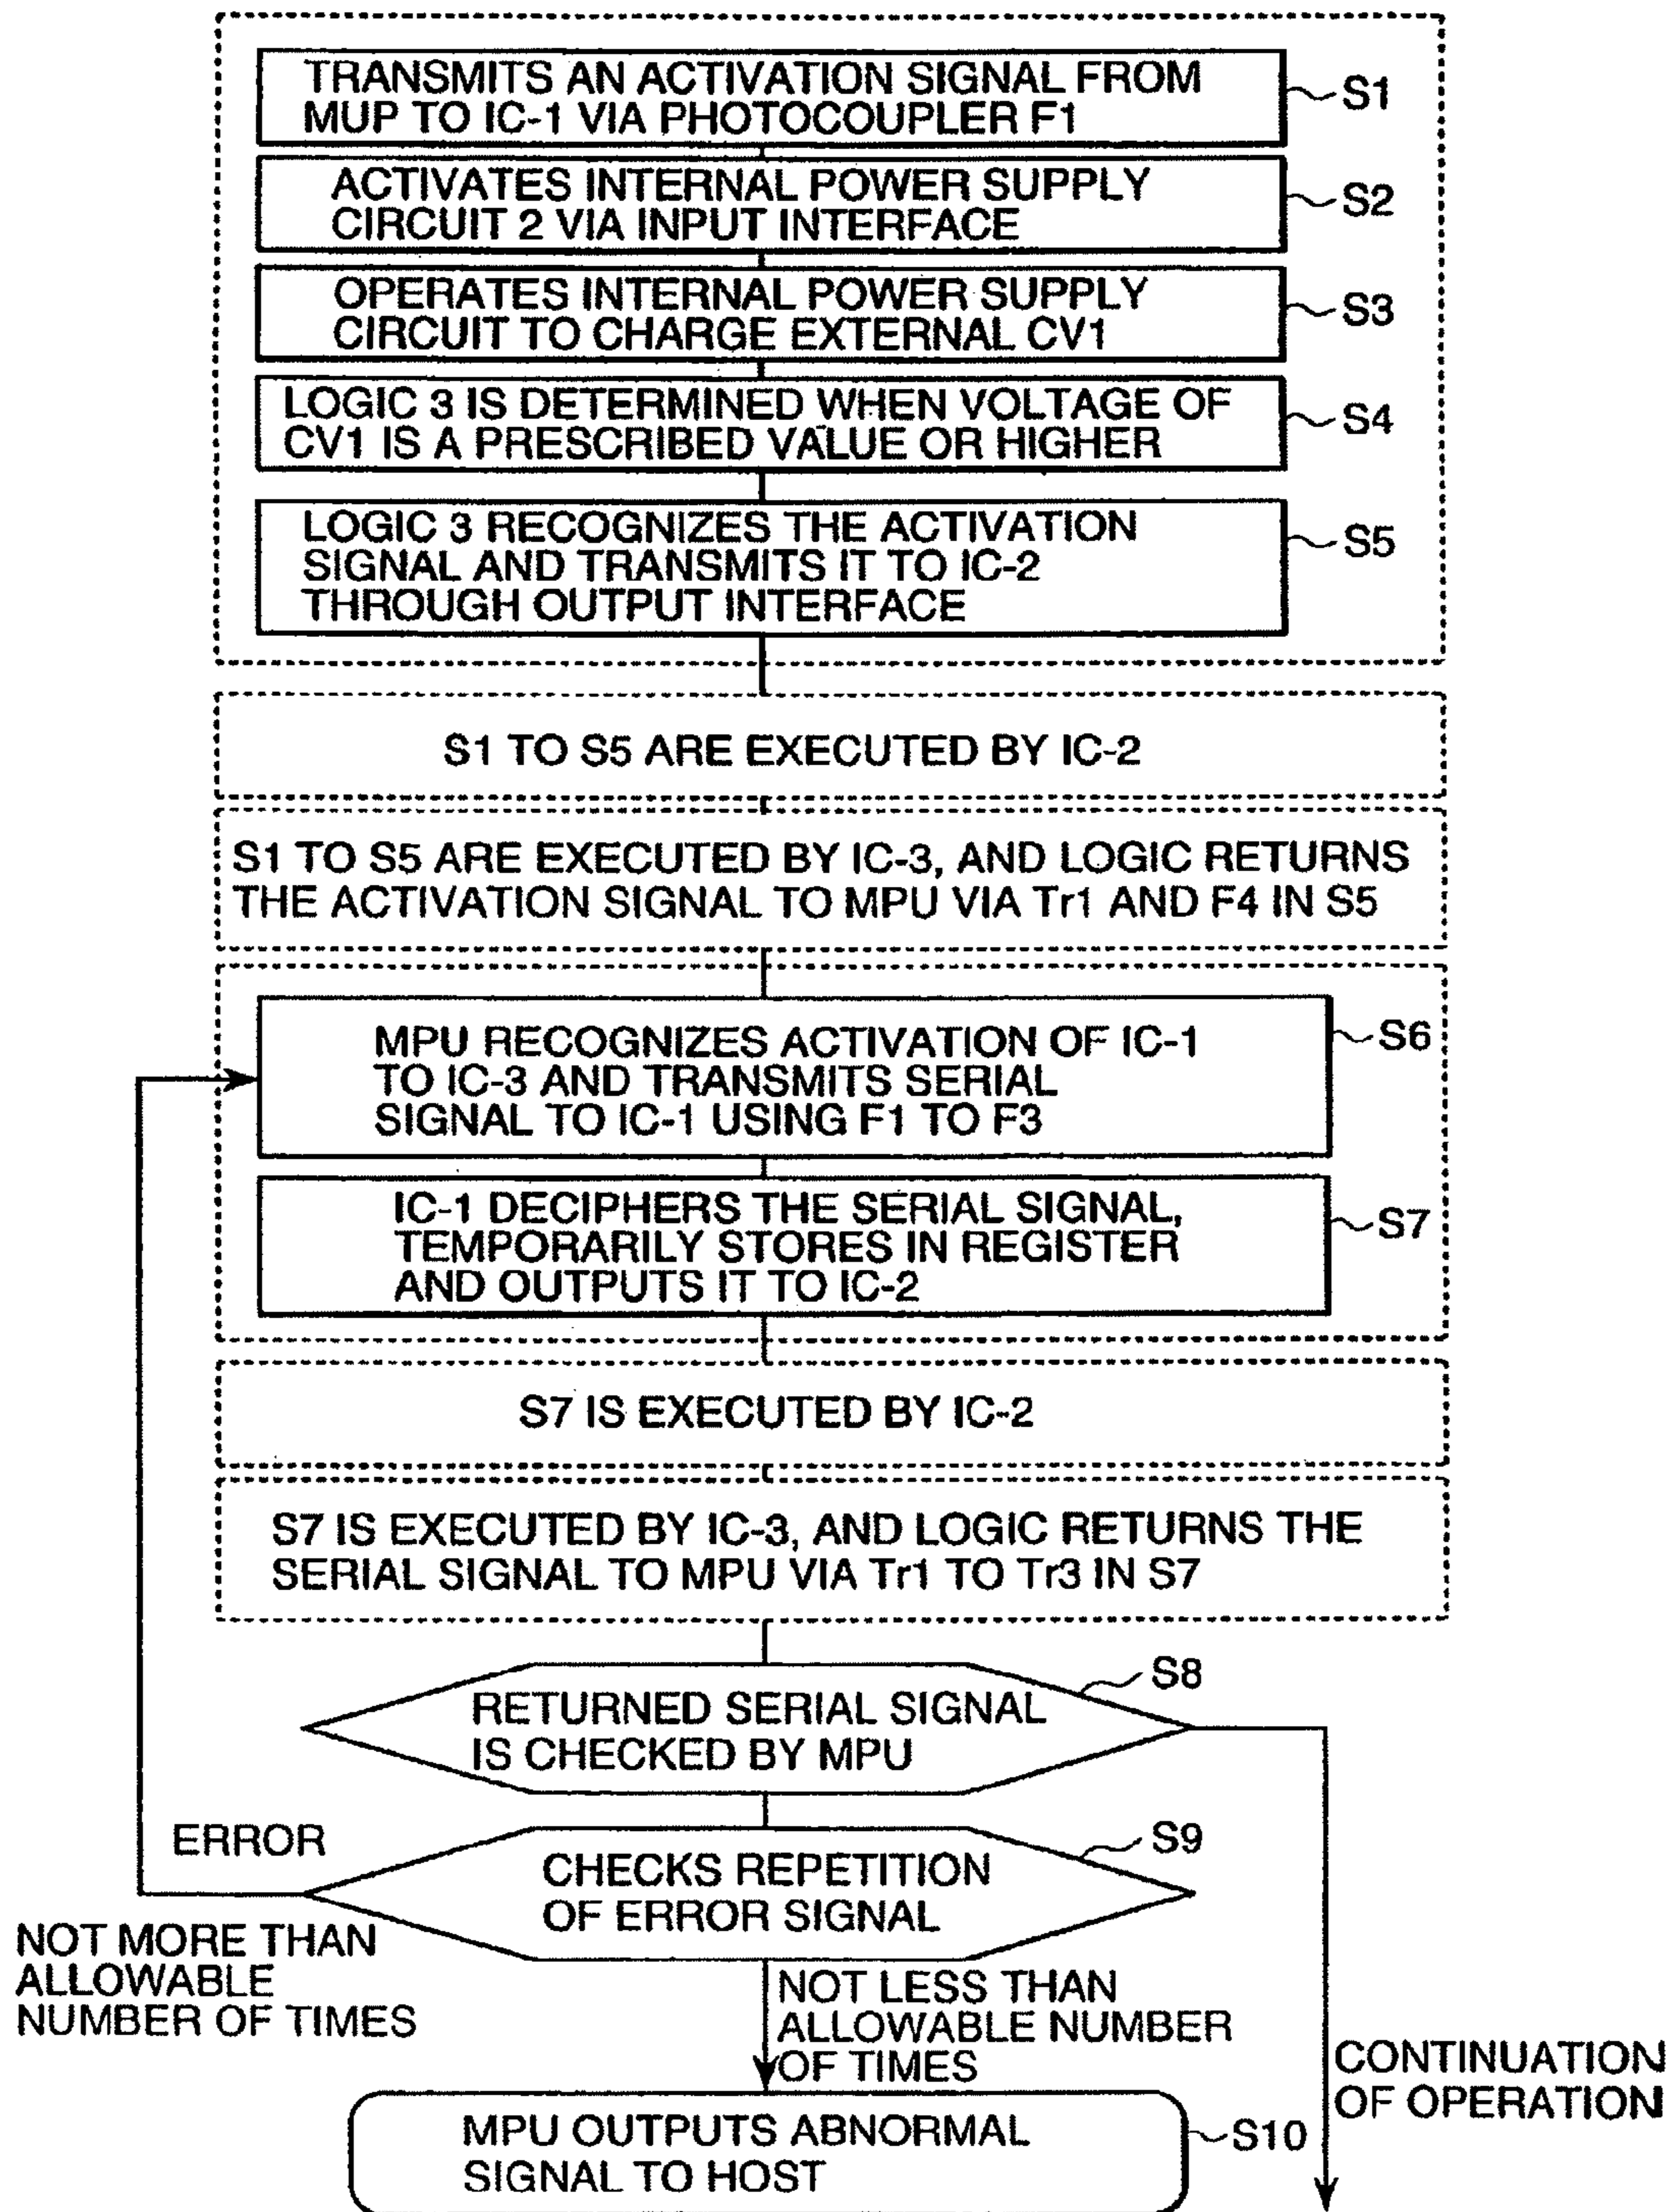 TRANSMITS AN ACTIVATION SIGNAL FROM
MUP TO IC-1 VIA PHOTOCOUPLER F1
S1
ACTIVATES INTERNAL POWER SUPPLY
CIRCUIT 2 VIA INPUT INTERFACE
S2
OPERATES INTERNAL POWER SUPPLY
CIRCUIT TO CHARGE EXTERNAL CV1
S3
LOGIC 3 IS DETERMINED WHEN VOLTAGE OF
CV1 IS A PRESCRIBED VALUE OR HIGHER
S4
LOGIC 3 RECOGNIZES THE ACTIVATION
SIGNAL AND TRANSMITS IT TO IC-2
THROUGH OUTPUT INTERFACE
S5
S1 TO S5 ARE EXECUTED BY IC-2
S1 TO S5 ARE EXECUTED BY IC-3, AND LOGIC RETURNS
THE ACTIVATION SIGNAL TO MPU VIA Tr1 AND F4 IN S5
MPU RECOGNIZES ACTIVATION OF IC-1
TO IC-3 AND TRANSMITS SERIAL
SIGNAL TO IC-1 USING F1 TO F3
S6
IC-1 DECIPHERS THE SERIAL SIGNAL,
TEMPORARILY STORES IN REGISTER
AND OUTPUTS IT TO IC-2
S7
S7 IS EXECUTED BY IC-2
S7 IS EXECUTED BY IC-3, AND LOGIC RETURNS THE
SERIAL SIGNAL TO MPU VIA Tr1 TO Tr3 IN S7
RETURNED SERIAL SIGNAL
IS CHECKED BY MPU
S8
ERROR
CHECKS REPETITION
OF ERROR SIGNAL
S9
NOT MORE THAN
ALLOWABLE
NUMBER OF TIMES
NOT LESS THAN
ALLOWABLE NUMBER
OF TIMES
CONTINUATION
OF OPERATION
MPU OUTPUTS ABNORMAL
SIGNAL TO HOST
S10